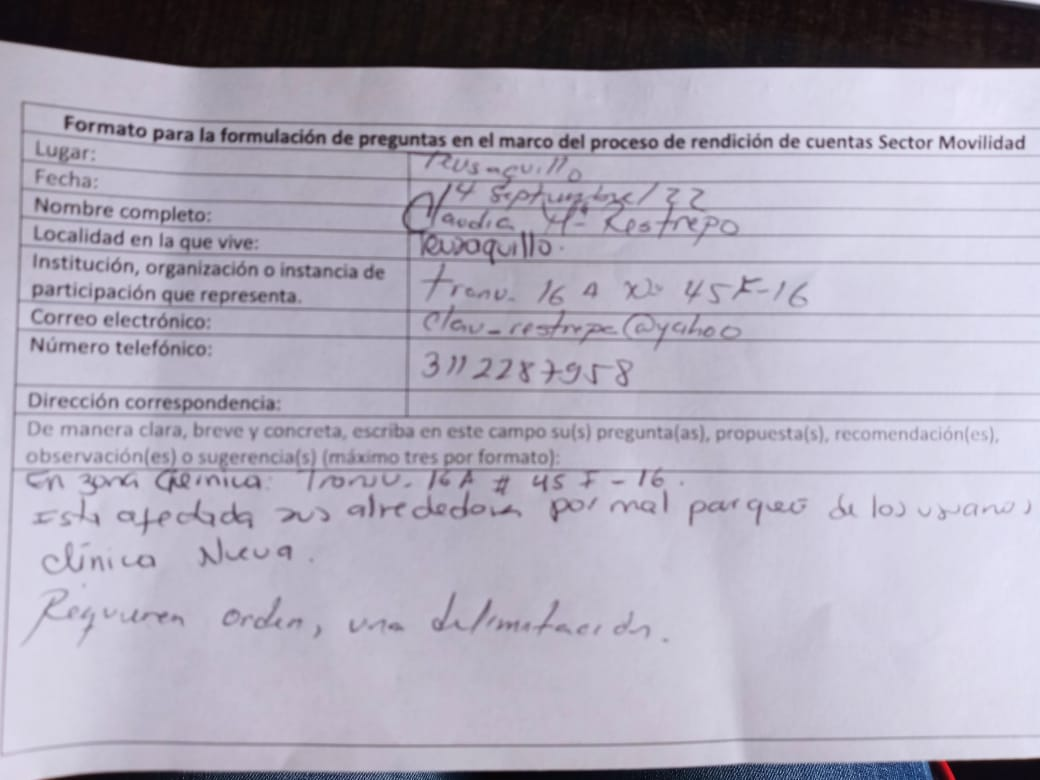 Formato para la formulación de preguntas en el marco del proceso de rendición de cuentas Sector Movilidad
Lugar: Teusaquillo
Fecha: 14 Septiembre/22
Nombre completo: Claudia Mª Restrepo
Localidad en la que vive: Teusaquillo.
Institución, organización o instancia de
participación que representa. Tranv. 16 A No 45F-16
Correo electrónico: clau_restrepo@yahoo
Número telefónico: 3112287958
Dirección correspondencia:
De manera clara, breve y concreta, escriba en este campo su(s) pregunta(as), propuesta(s), recomendación(es),
observación(es) o sugerencia(s) (máximo tres por formato):
En zona Tranv. 16A # 45F-16.
Está afectada sus alrededores por mal parqueo de los usuarios
clínica Nueva.
Requieren orden, una delimitación.